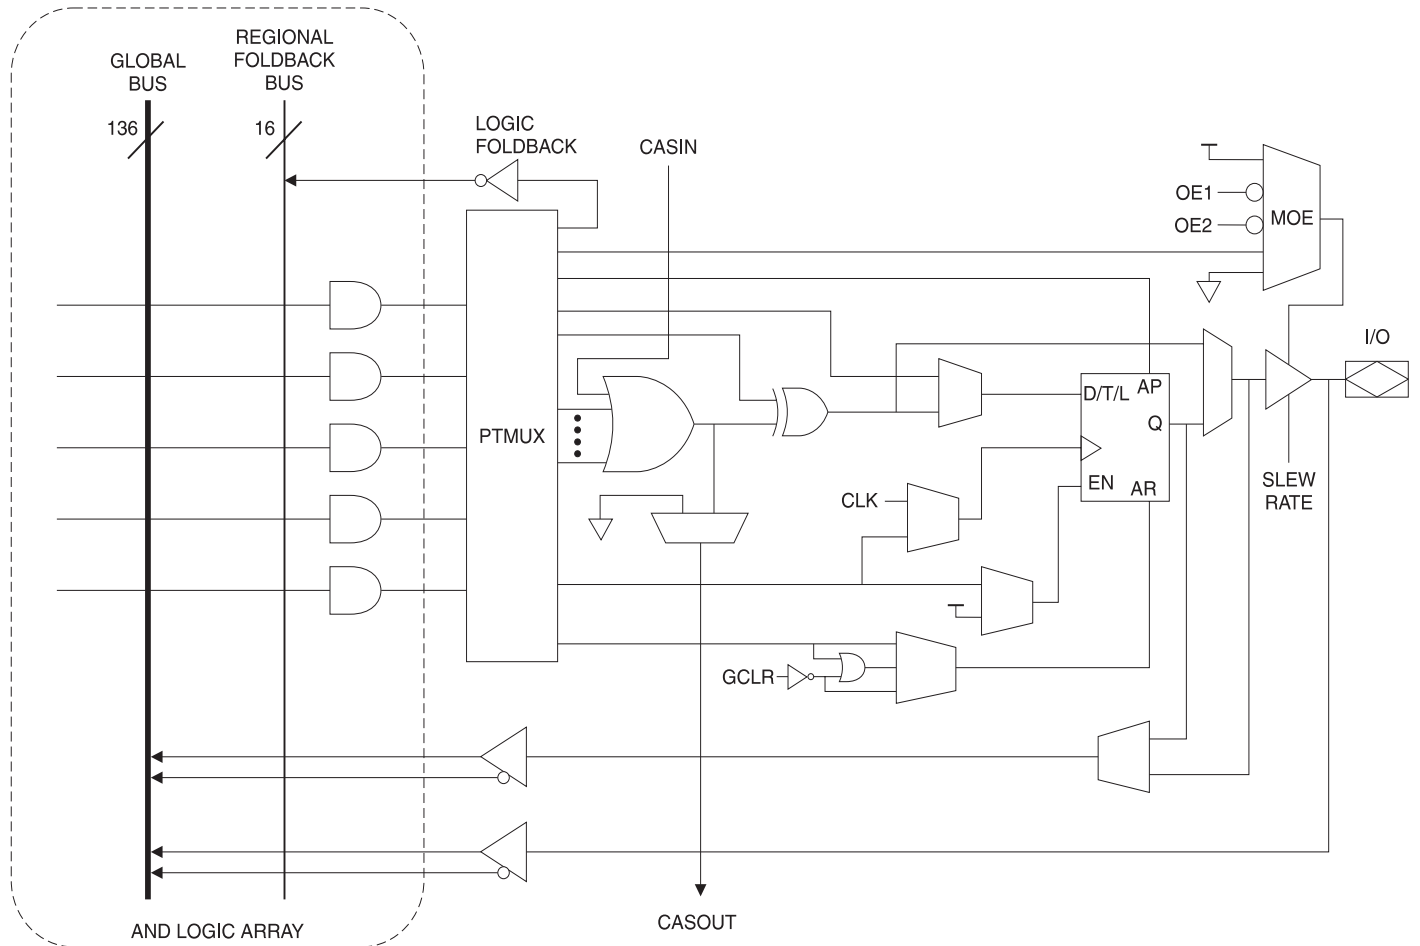 GLOBAL
BUS
REGIONAL
FOLDBACK
BUS
136
16
LOGIC
FOLDBACK
CASIN
OE1
OE2
MOE
I/O
D/T/L
AP
Q
EN
AR
PTMUX
CLK
SLEW
RATE
GCLR
CASOUT
AND LOGIC ARRAY